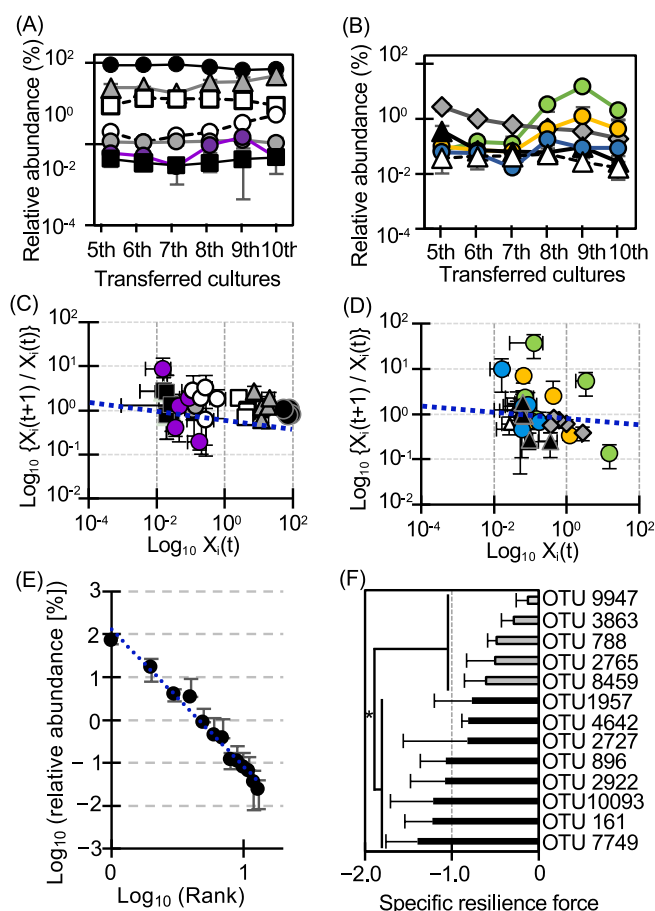 (A)
Relative abundance (%)
10²
10⁰
10⁻²
10⁻⁴
5th 6th 7th 8th 9th 10th
Transferred cultures
(B)
Relative abundance (%)
10²
10⁰
10⁻²
10⁻⁴
5th 6th 7th 8th 9th 10th
Transferred cultures
(C)
Log₁₀ {Xᵢ(t+1) / Xᵢ(t)}
10²
10¹
10⁰
10⁻¹
10⁻²
10⁻⁴ 10⁻² 10⁰ 10²
Log₁₀ Xᵢ(t)
(D)
Log₁₀ {Xᵢ(t+1) / Xᵢ(t)}
10²
10¹
10⁰
10⁻¹
10⁻²
10⁻⁴ 10⁻² 10⁰ 10²
Log₁₀ Xᵢ(t)
(E)
Log₁₀ (relative abundance [%])
3
2
1
0
−1
−2
−3
0 1
Log₁₀ (Rank)
(F)
*
OTU 9947
OTU 3863
OTU 788
OTU 2765
OTU 8459
OTU1957
OTU 4642
OTU 2727
OTU 896
OTU 2922
OTU10093
OTU 161
OTU 7749
−2.0 −1.0 0
Specific resilience force